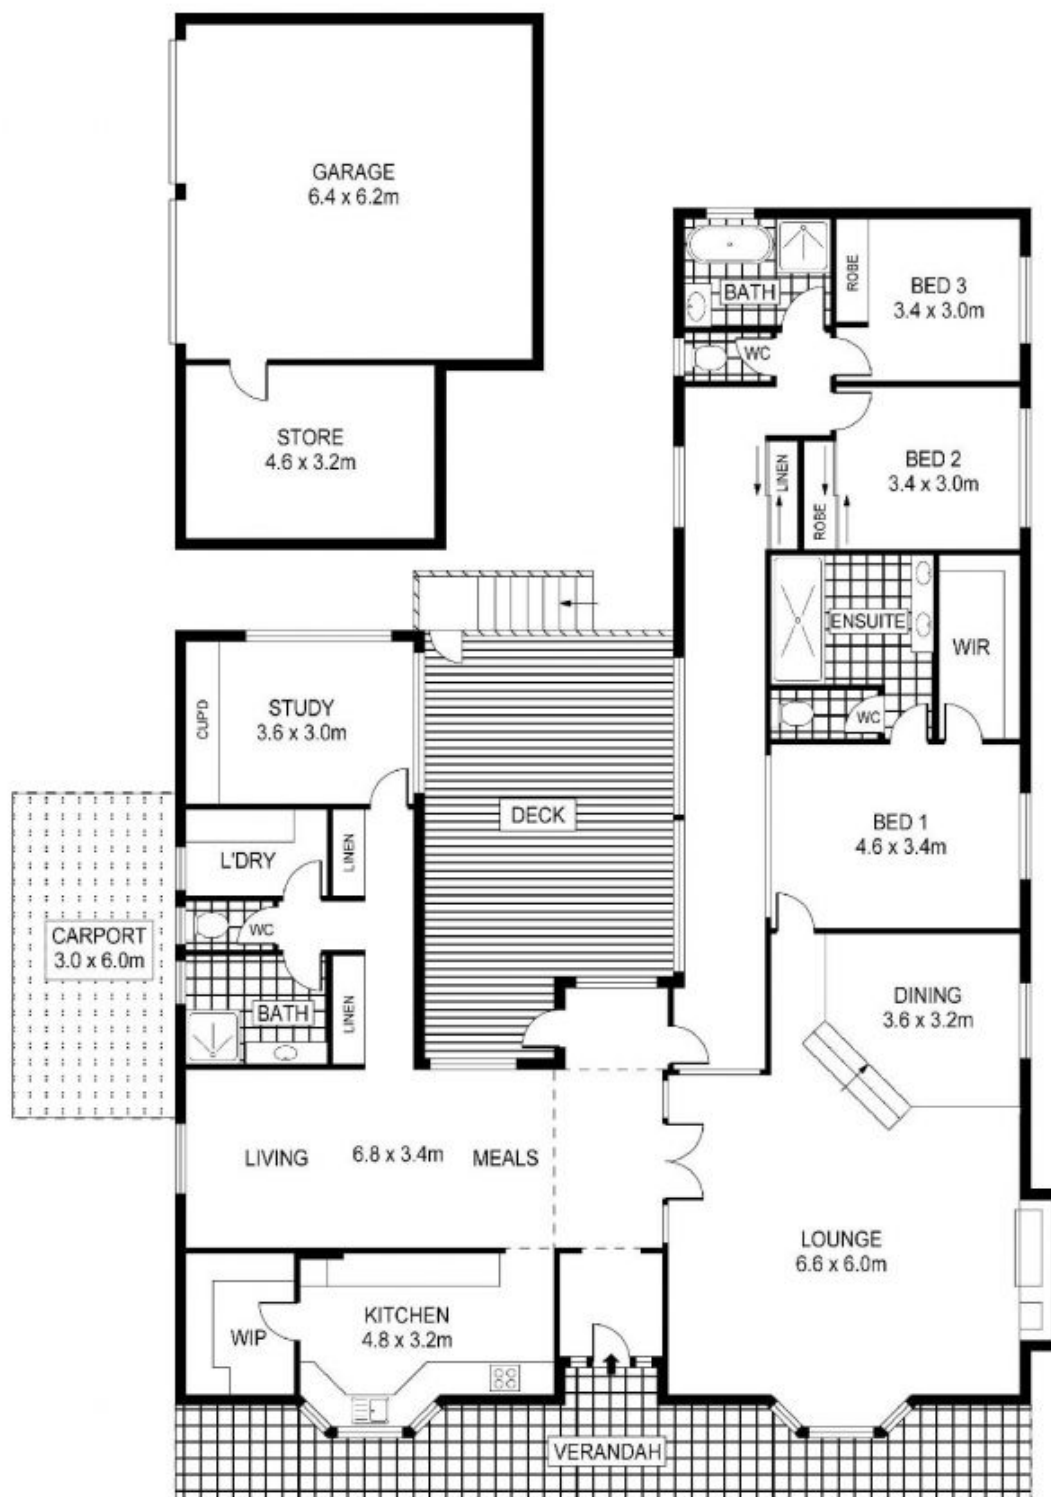 GARAGE
6.4 x 6.2m
STORE
4.6 x 3.2m
BATH
ROBE
BED 3
3.4 x 3.0m
WC
LINEN
ROBE
BED 2
3.4 x 3.0m
ENSUITE
WIR
WC
CUP'D
STUDY
3.6 x 3.0m
DECK
BED 1
4.6 x 3.4m
L'DRY
LINEN
CARPORT
3.0 x 6.0m
WC
BATH
LINEN
DINING
3.6 x 3.2m
LIVING
6.8 x 3.4m
MEALS
LOUNGE
6.6 x 6.0m
WIP
KITCHEN
4.8 x 3.2m
VERANDAH